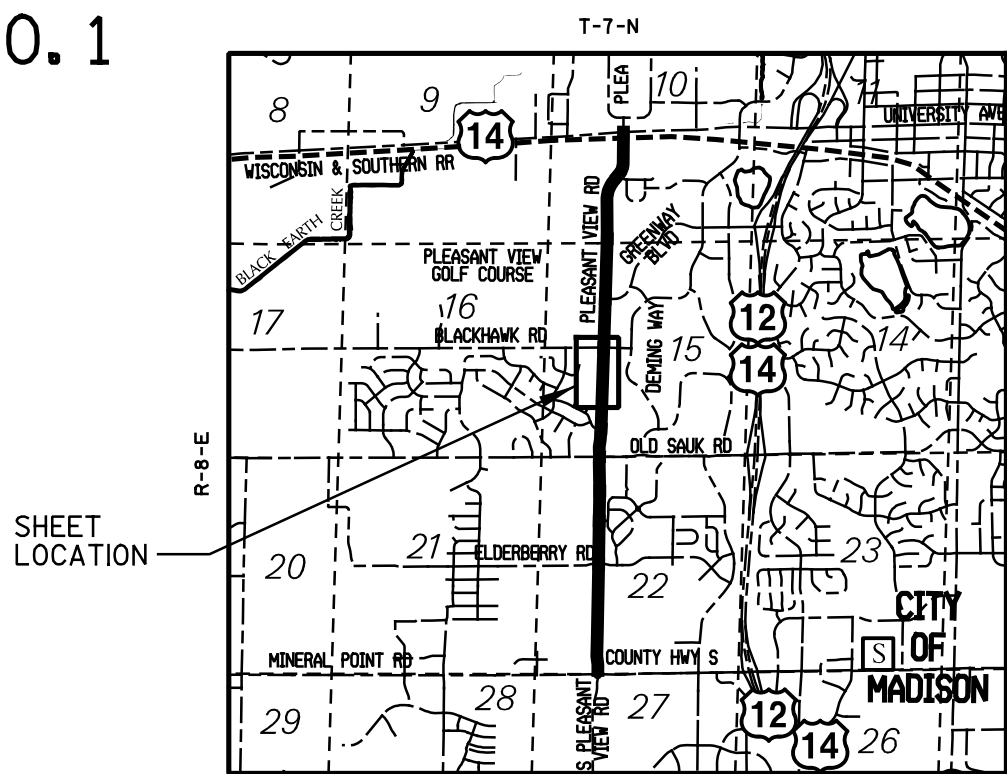 O. 1
T-7-N
8
9
PLEA
10
11
14
UNIVERSITY AVE
WISCONSIN & SOUTHERN RR
PLEASANT VIEW RD
GREENWAY
BLVD
BLACK EARTH CREEK
PLEASANT VIEW
GOLF COURSE
17
16
BLACKHAWK RD
12
14
15
14
DEMING WAY
R-8-E
OLD SAUK RD
SHEET
LOCATION
20
21
ELDERBERRY RD
22
23
CITY
OF
MADISON
S
MINERAL POINT RD
COUNTY HWY S
29
28
S PLEASANT
VIEW RD
27
12
14
26